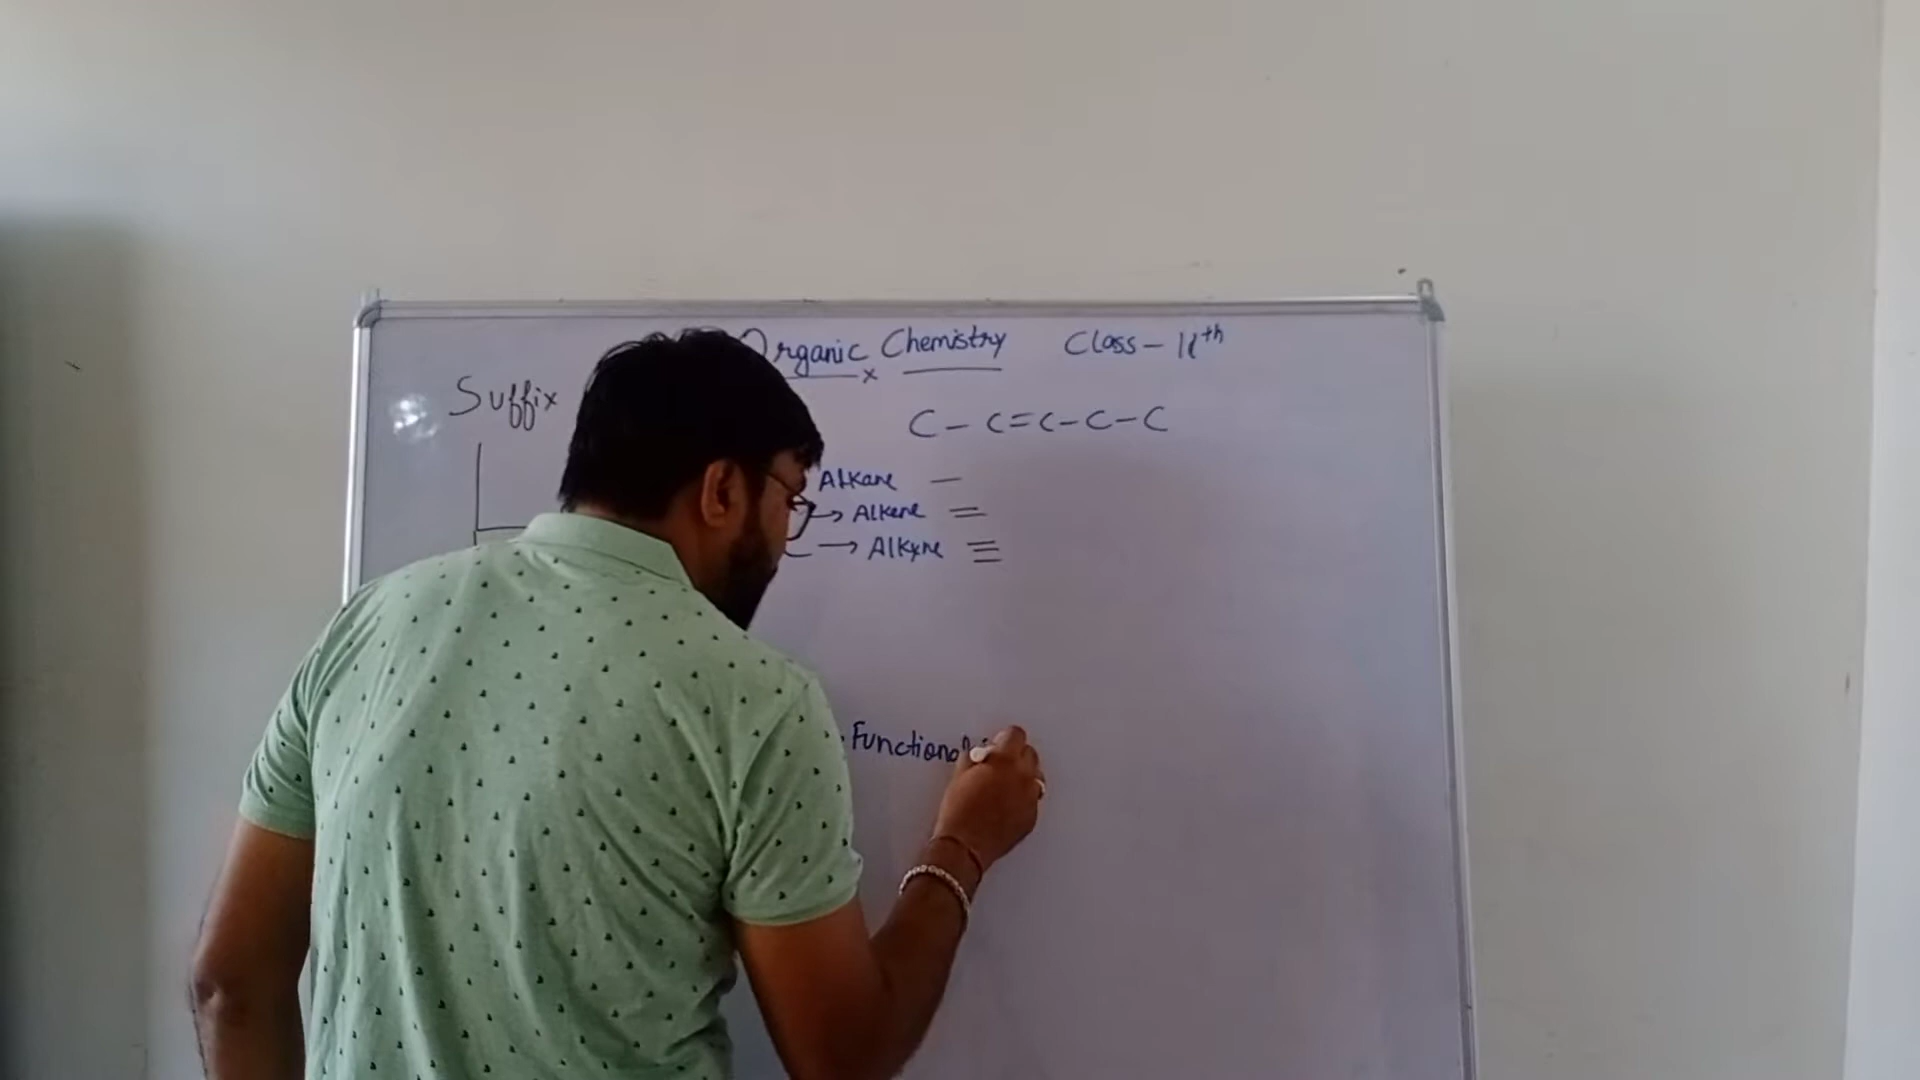 Organic Chemistry Class - 11th
x
Suffix
C - C = C - C - C
Alkane —
→ Alkene =
→ Alkyne ≡
Functional